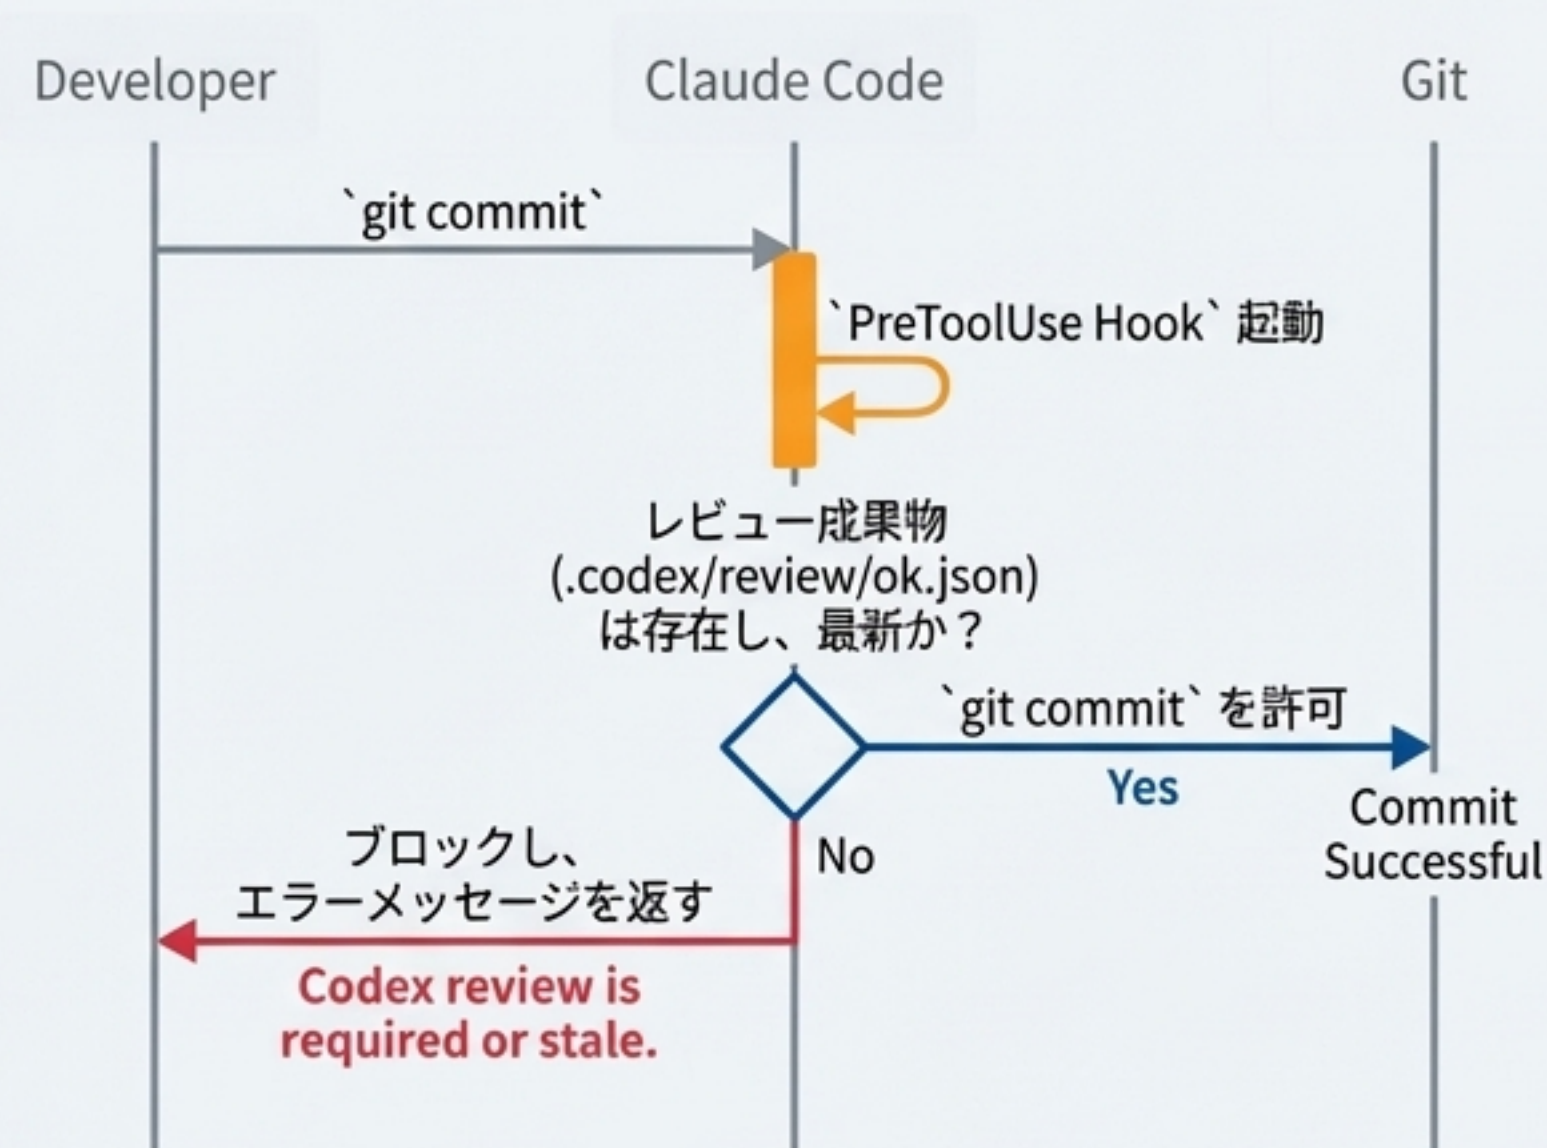 Developer
Claude Code
Git
`git commit`
`PreToolUse Hook` 起動
レビュー成果物
(.codex/review/ok.json)
は存在し、最新か？
`git commit` を許可
Yes
Commit
Successful
No
ブロックし、
エラーメッセージを返す
Codex review is
required or stale.